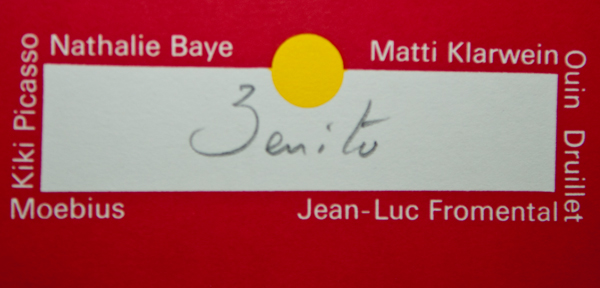 Nathalie Baye
Matti Klarwein
Kiki Picasso
Benito
Ouin Druillet
Moebius
Jean-Luc Fromental